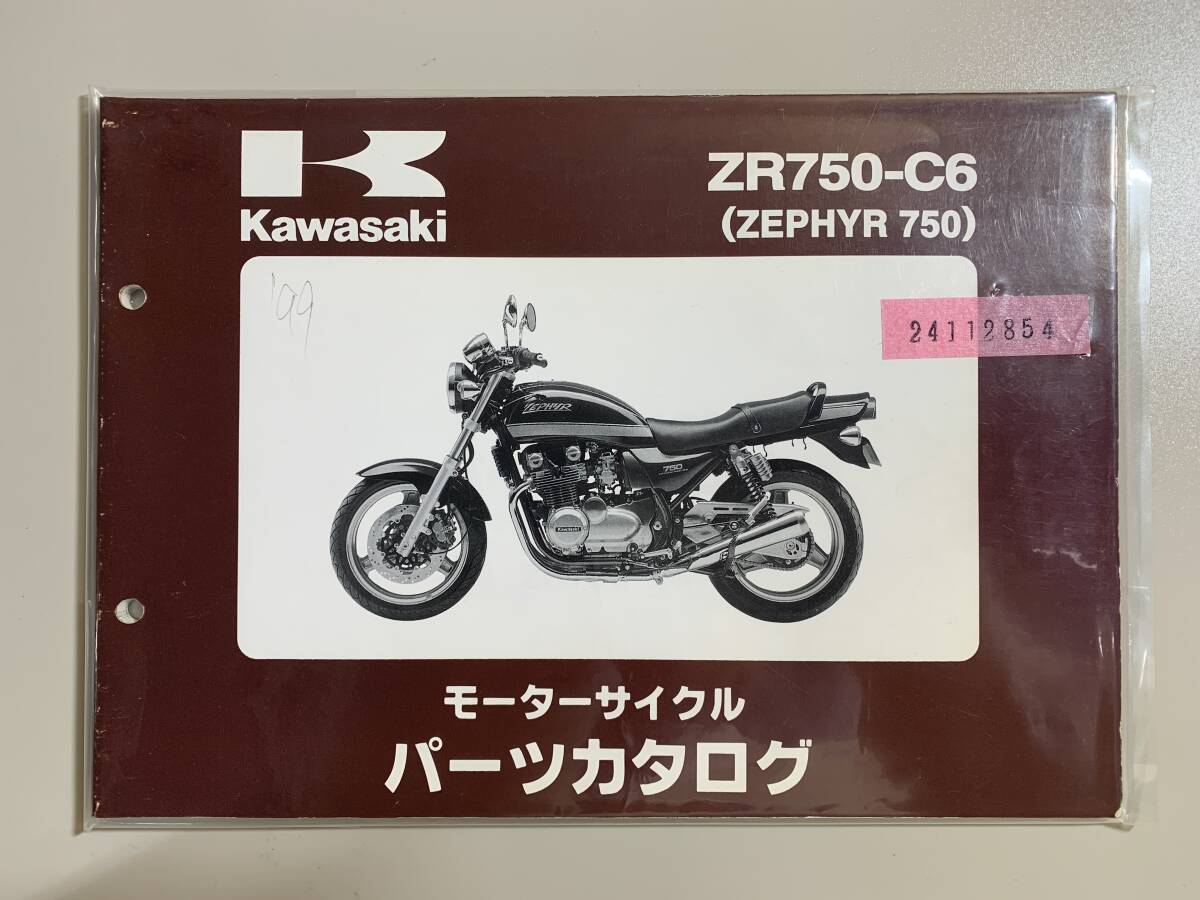 Kawasaki
ZR750-C6
(ZEPHYR 750)
'99
24112854
ZEPHYR
750
Kawasaki
モーターサイクル
パーツカタログ